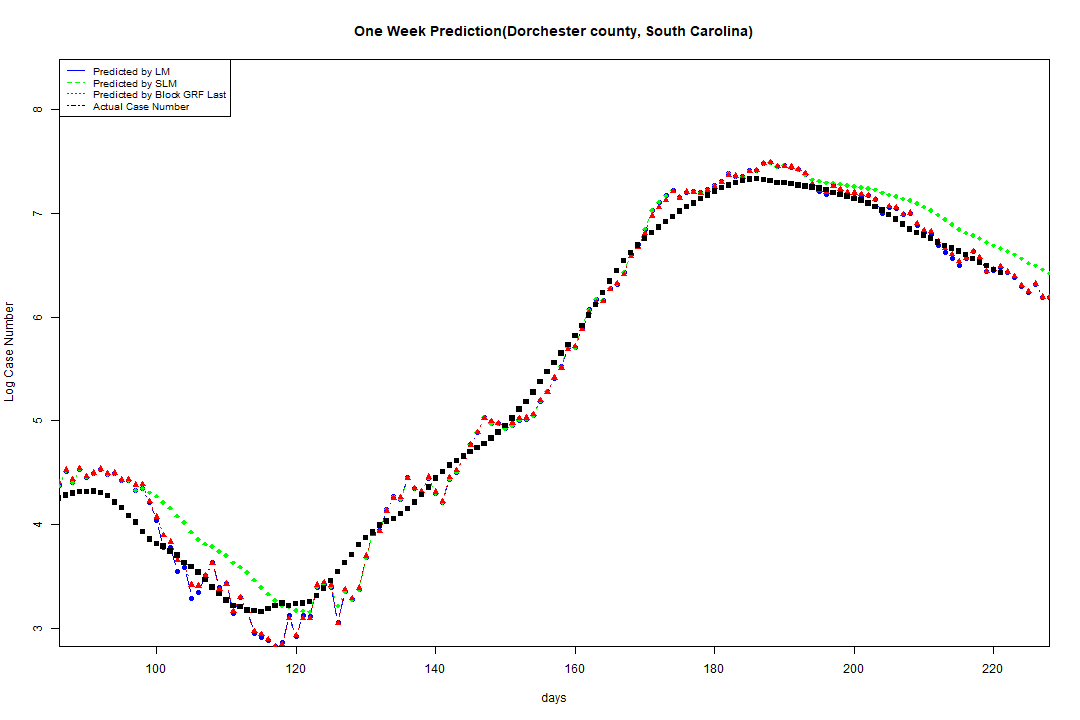 One Week Prediction(Dorchester county, South Carolina)
Predicted by LM
Predicted by SLM
Predicted by Block GRF Last
Actual Case Number
8
7
6
5
4
3
Log Case Number
100 120 140 160 180 200 220
days